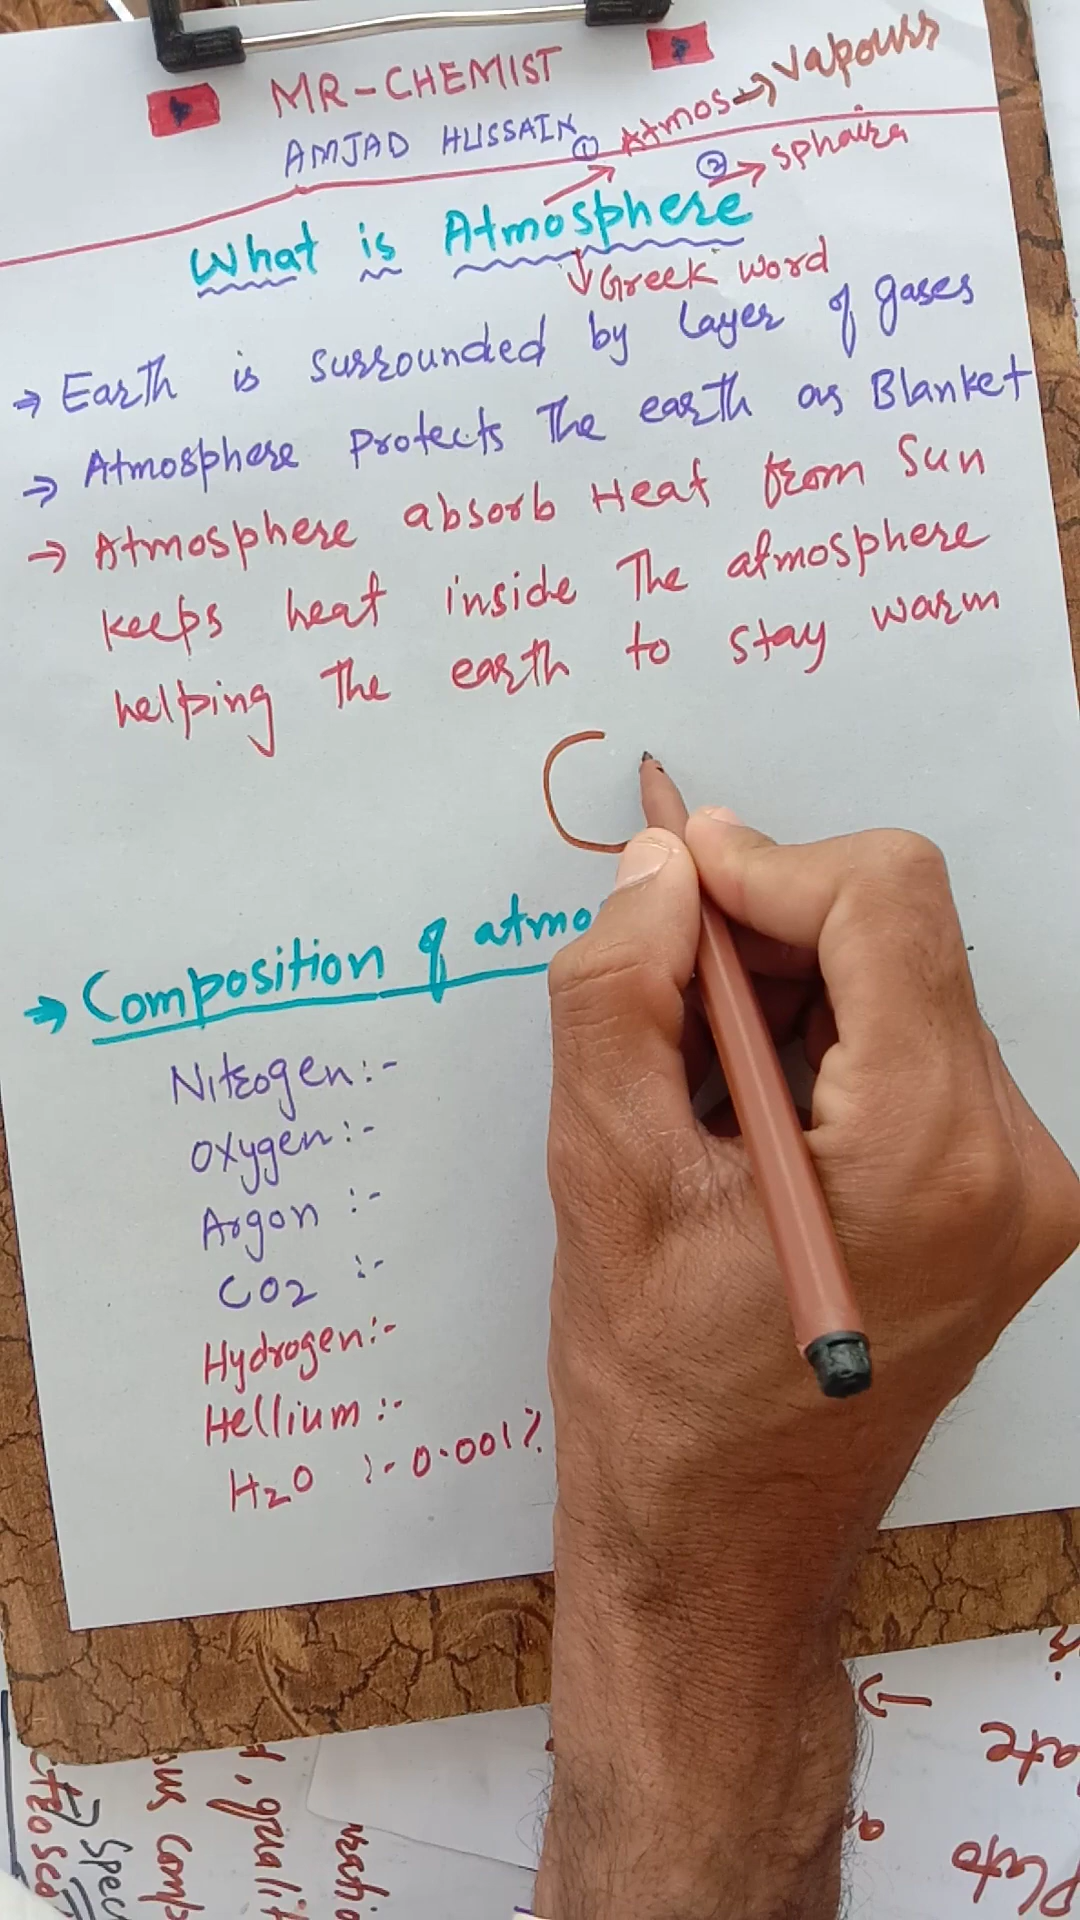 MR-CHEMIST
AMJAD HUSSAIN
① Atmos → Vapours
② → sphaira
What is Atmosphere
↓ Greek word
→ Earth is surrounded by layer of gases
→ Atmosphere protects The earth as Blanket
→ Atmosphere absorb Heat from Sun
keeps heat inside The atmosphere
helping The earth to stay warm
→ Composition of atmo
Nitrogen:-
Oxygen:-
Argon :-
CO2 :-
Hydrogen:-
Hellium :-
H2O :- 0.001%